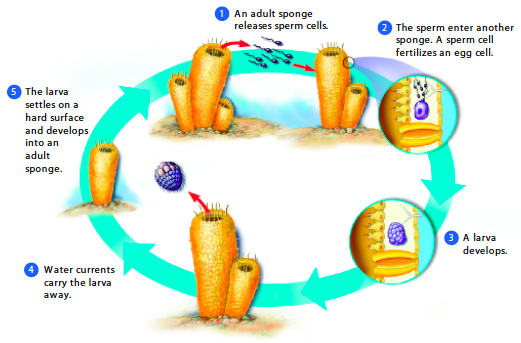 1 An adult sponge
releases sperm cells.
2 The sperm enter another
sponge. A sperm cell
fertilizes an egg cell.
3 A larva
develops.
4 Water currents
carry the larva
away.
5 The larva
settles on a
hard surface
and develops
into an
adult
sponge.